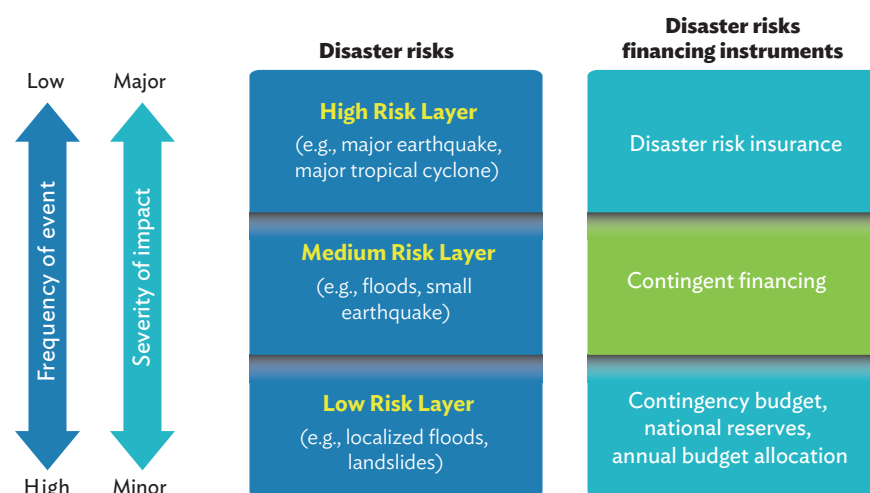 Disaster risks
Disaster risks
financing instruments
Low
Major
Frequency of event
Severity of impact
High
Minor
High Risk Layer
(e.g., major earthquake,
major tropical cyclone)
Disaster risk insurance
Medium Risk Layer
(e.g., floods, small
earthquake)
Contingent financing
Low Risk Layer
(e.g., localized floods,
landslides)
Contingency budget,
national reserves,
annual budget allocation